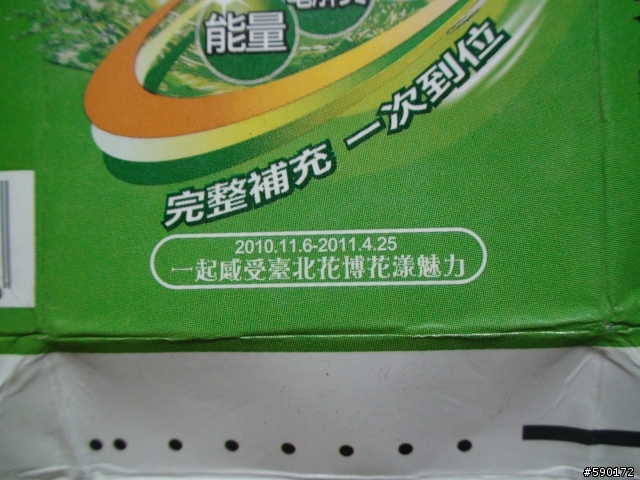 能量
完整補充 一次到位
2010.11.6-2011.4.25
一起感受臺北花博花漾魅力
#590172